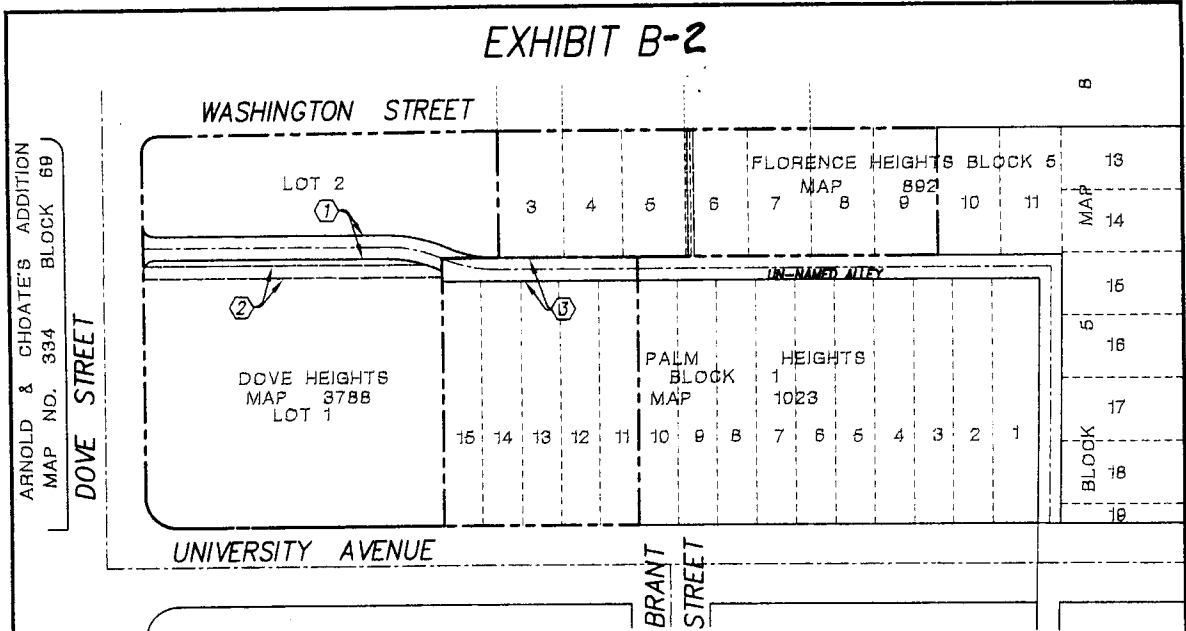 EXHIBIT B-2
WASHINGTON STREET
B
ARNOLD & CHOATE'S ADDITION
MAP NO. 334 BLOCK 69
DOVE STREET
LOT 2
1
3 4 5 6 7 8 9 10 11
FLORENCE HEIGHTS BLOCK 5
MAP 892
13
14
15
16
17
18
19
MAP
5
BLOCK
UN-NAMED ALLEY
2
3
DOVE HEIGHTS
MAP 3788
LOT 1
PALM HEIGHTS
BLOCK 1
MAP 1023
15 14 13 12 11 10 9 8 7 6 5 4 3 2 1
UNIVERSITY AVENUE
BRANT
STREET